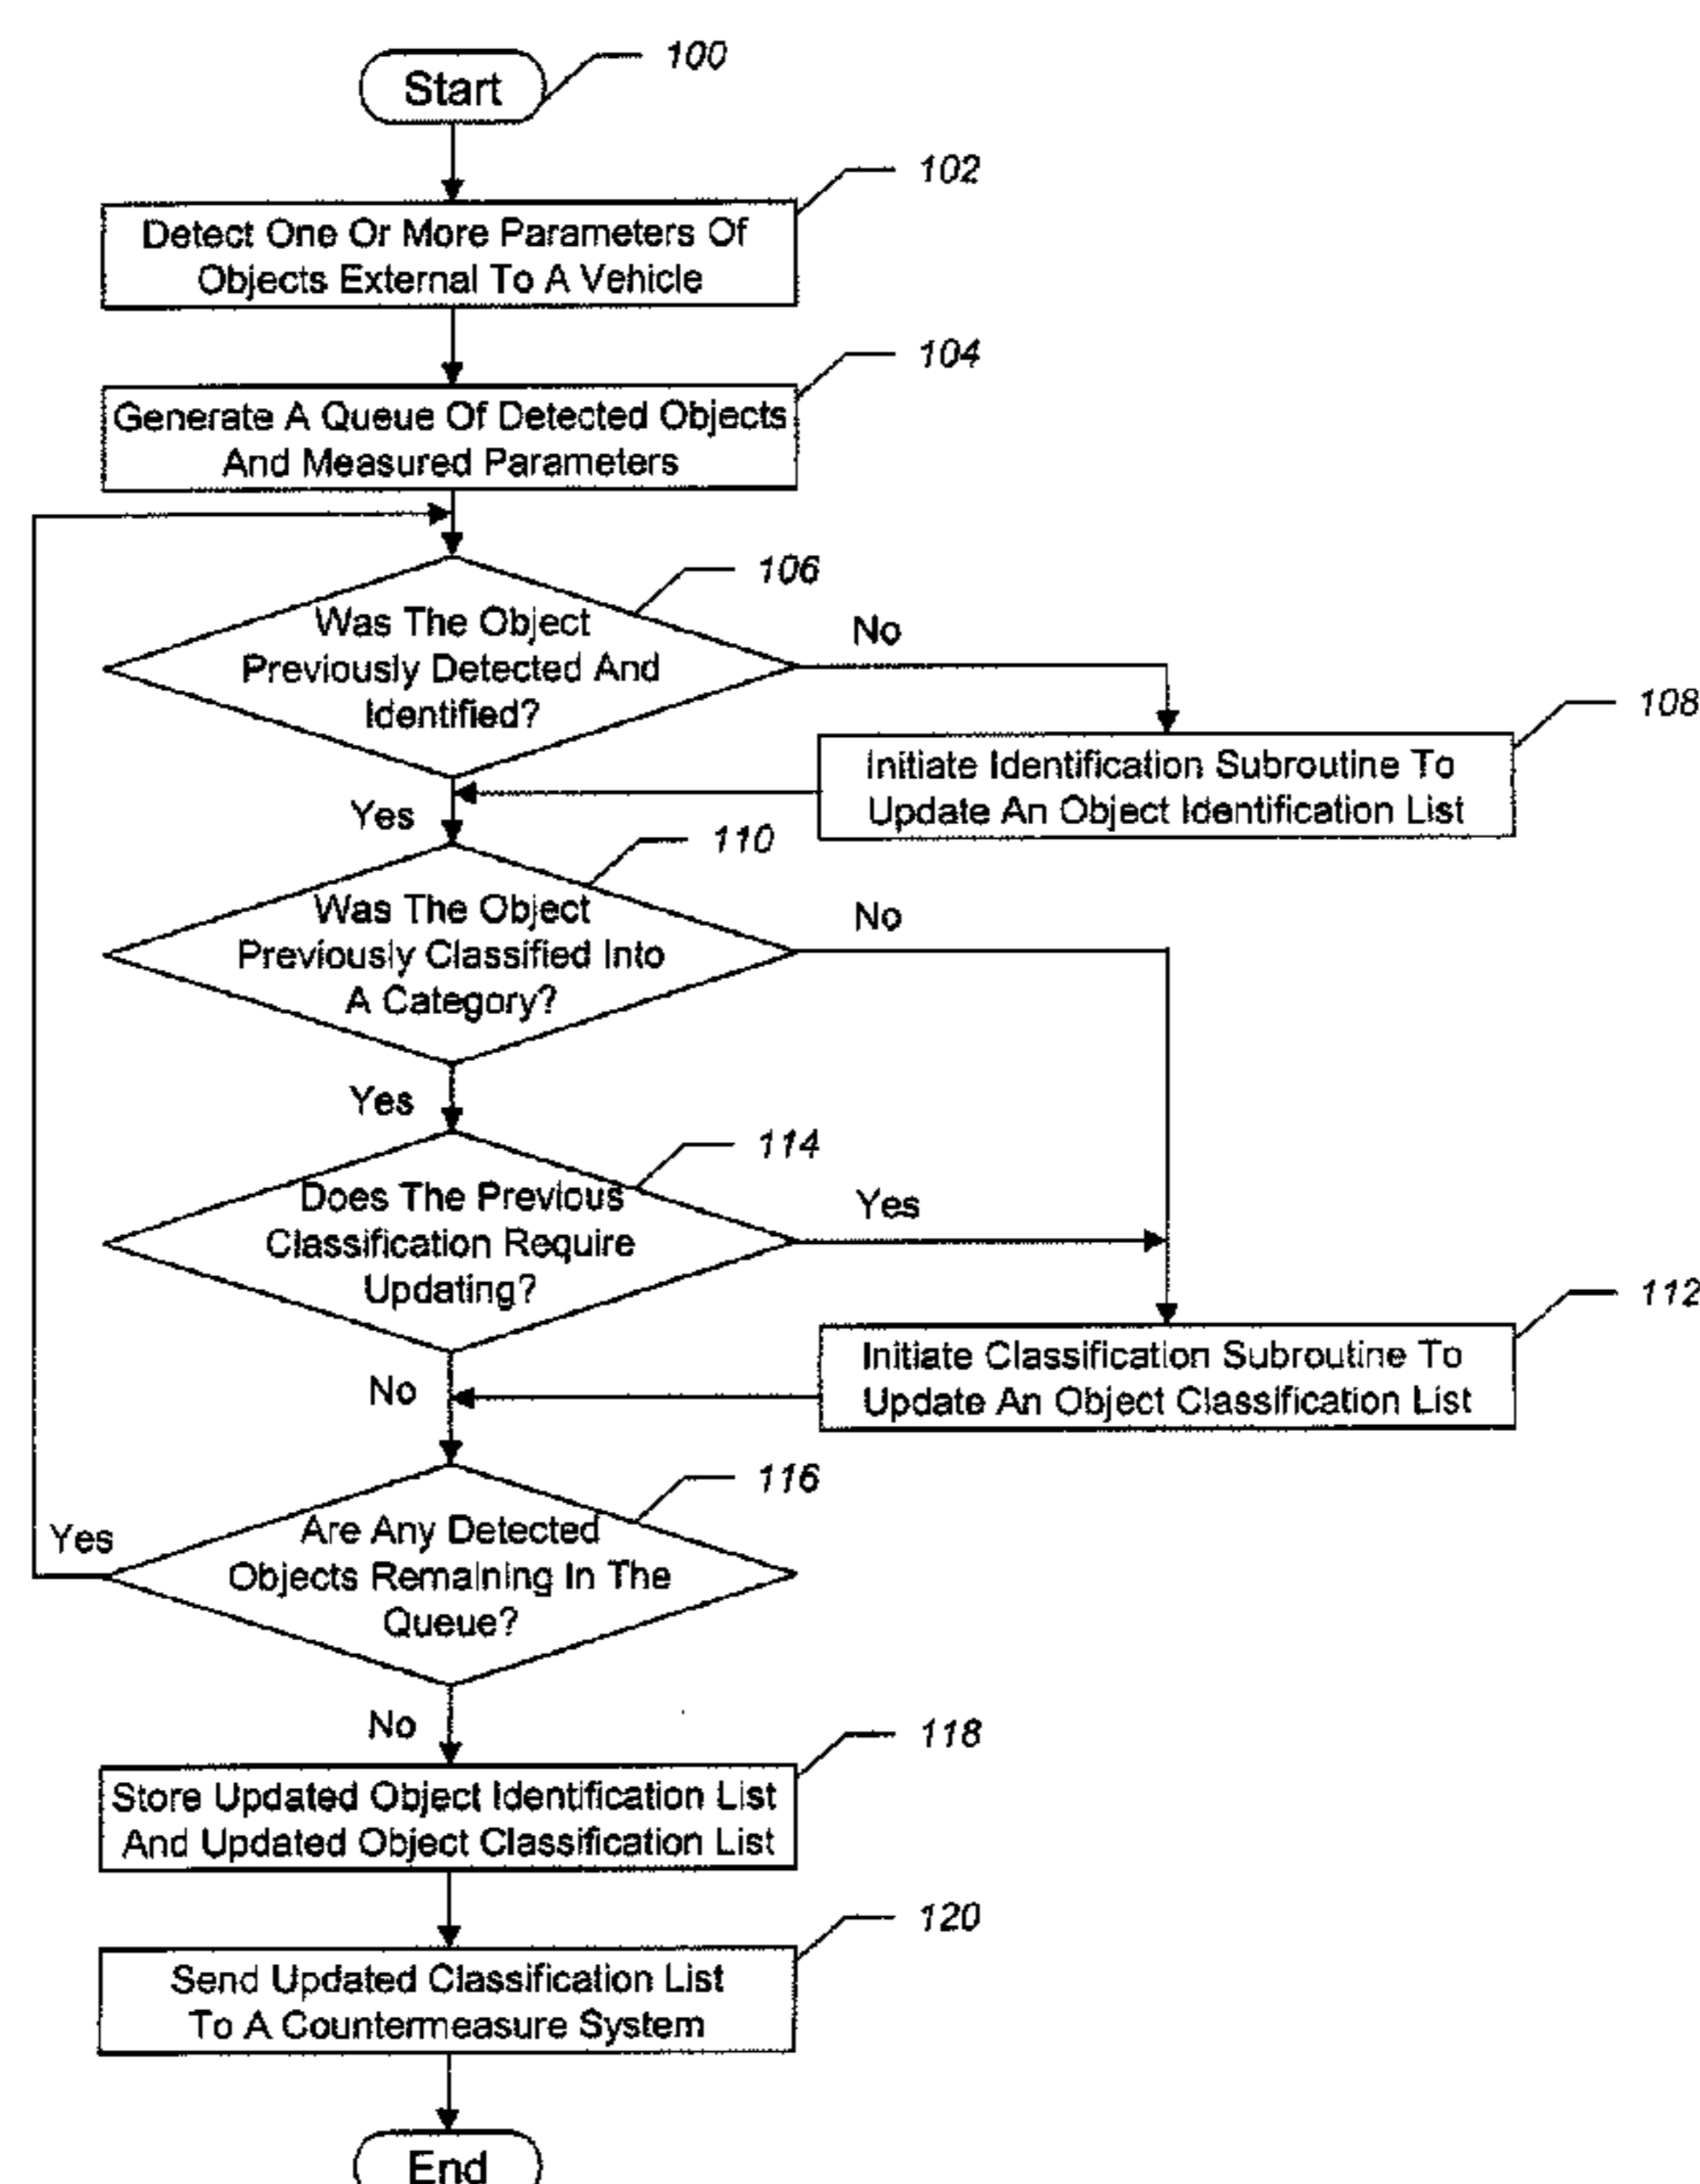 Start
100
102
Detect One Or More Parameters Of
Objects External To A Vehicle
104
Generate A Queue Of Detected Objects
And Measured Parameters
106
Was The Object
Previously Detected And
Identified?
No
108
Initiate Identification Subroutine To
Update An Object Identification List
Yes
110
Was The Object
Previously Classified Into
A Category?
No
Yes
114
Does The Previous
Classification Require
Updating?
Yes
112
Initiate Classification Subroutine To
Update An Object Classification List
No
116
Are Any Detected
Objects Remaining In The
Queue?
Yes
No
118
Store Updated Object Identification List
And Updated Object Classification List
120
Send Updated Classification List
To A Countermeasure System
End